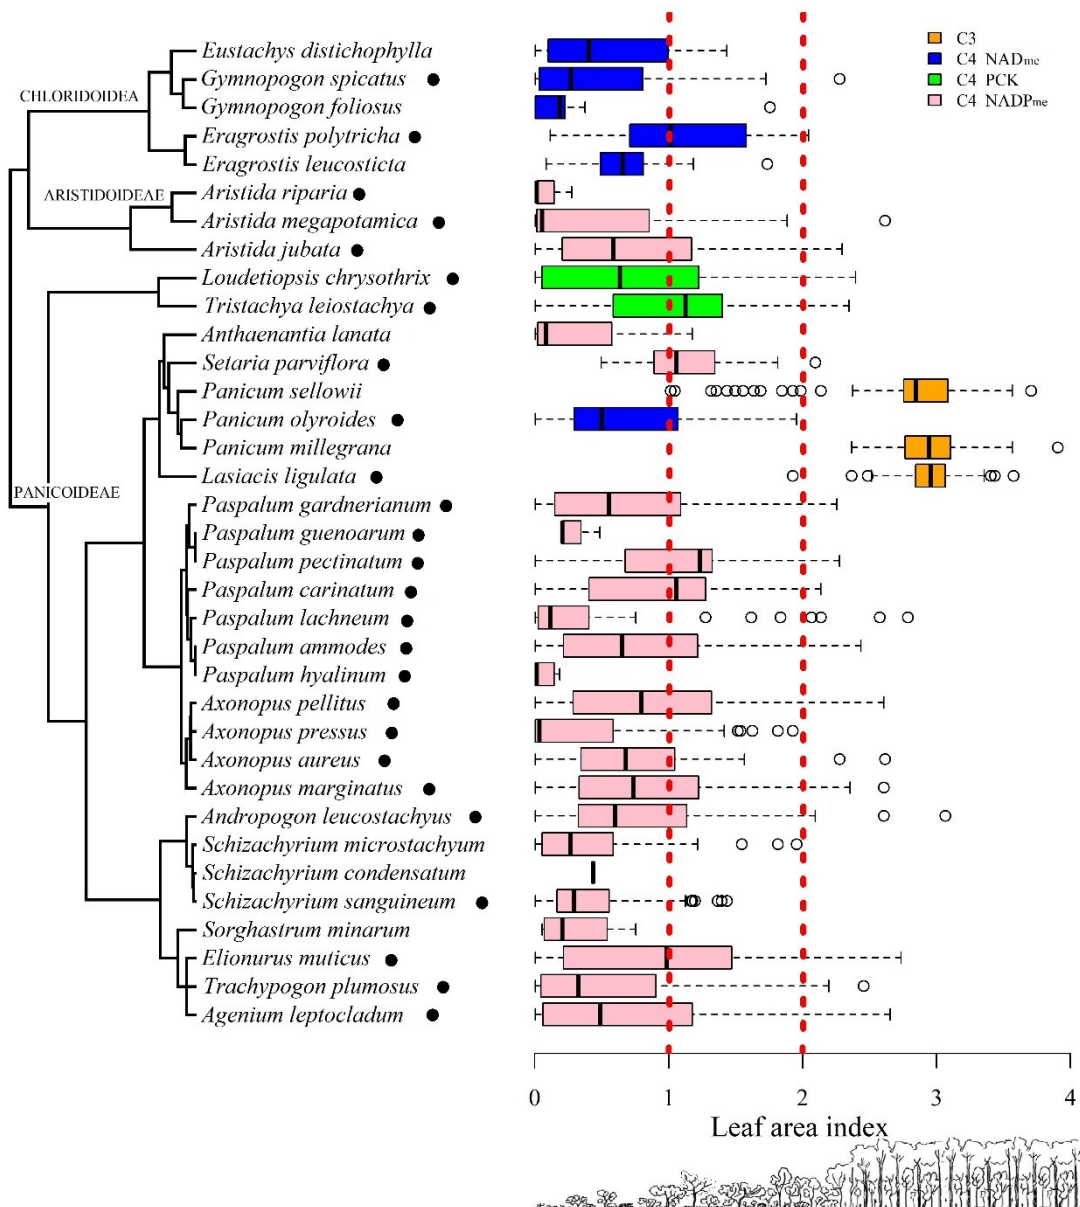 Eustachys distichophylla
Gymnopogon spicatus
CHLORIDOIDEA
Gymnopogon foliosus
Eragrostis polytricha
Eragrostis leucosticta
ARISTIDOIDEAE
Aristida riparia
Aristida megapotamica
Aristida jubata
Loudetiopsis chrysothrix
Tristachya leiostachya
Anthaenantia lanata
Setaria parviflora
Panicum sellowii
Panicum olyroides
Panicum millegrana
Lasiacis ligulata
PANICOIDEAE
Paspalum gardnerianum
Paspalum guenoarum
Paspalum pectinatum
Paspalum carinatum
Paspalum lachneum
Paspalum ammodes
Paspalum hyalinum
Axonopus pellitus
Axonopus pressus
Axonopus aureus
Axonopus marginatus
Andropogon leucostachyus
Schizachyrium microstachyum
Schizachyrium condensatum
Schizachyrium sanguineum
Sorghastrum minarum
Elionurus muticus
Trachypogon plumosus
Agenium leptocladum
C3
C4 NADme
C4 PCK
C4 NADPme
0 1 2 3 4
Leaf area index